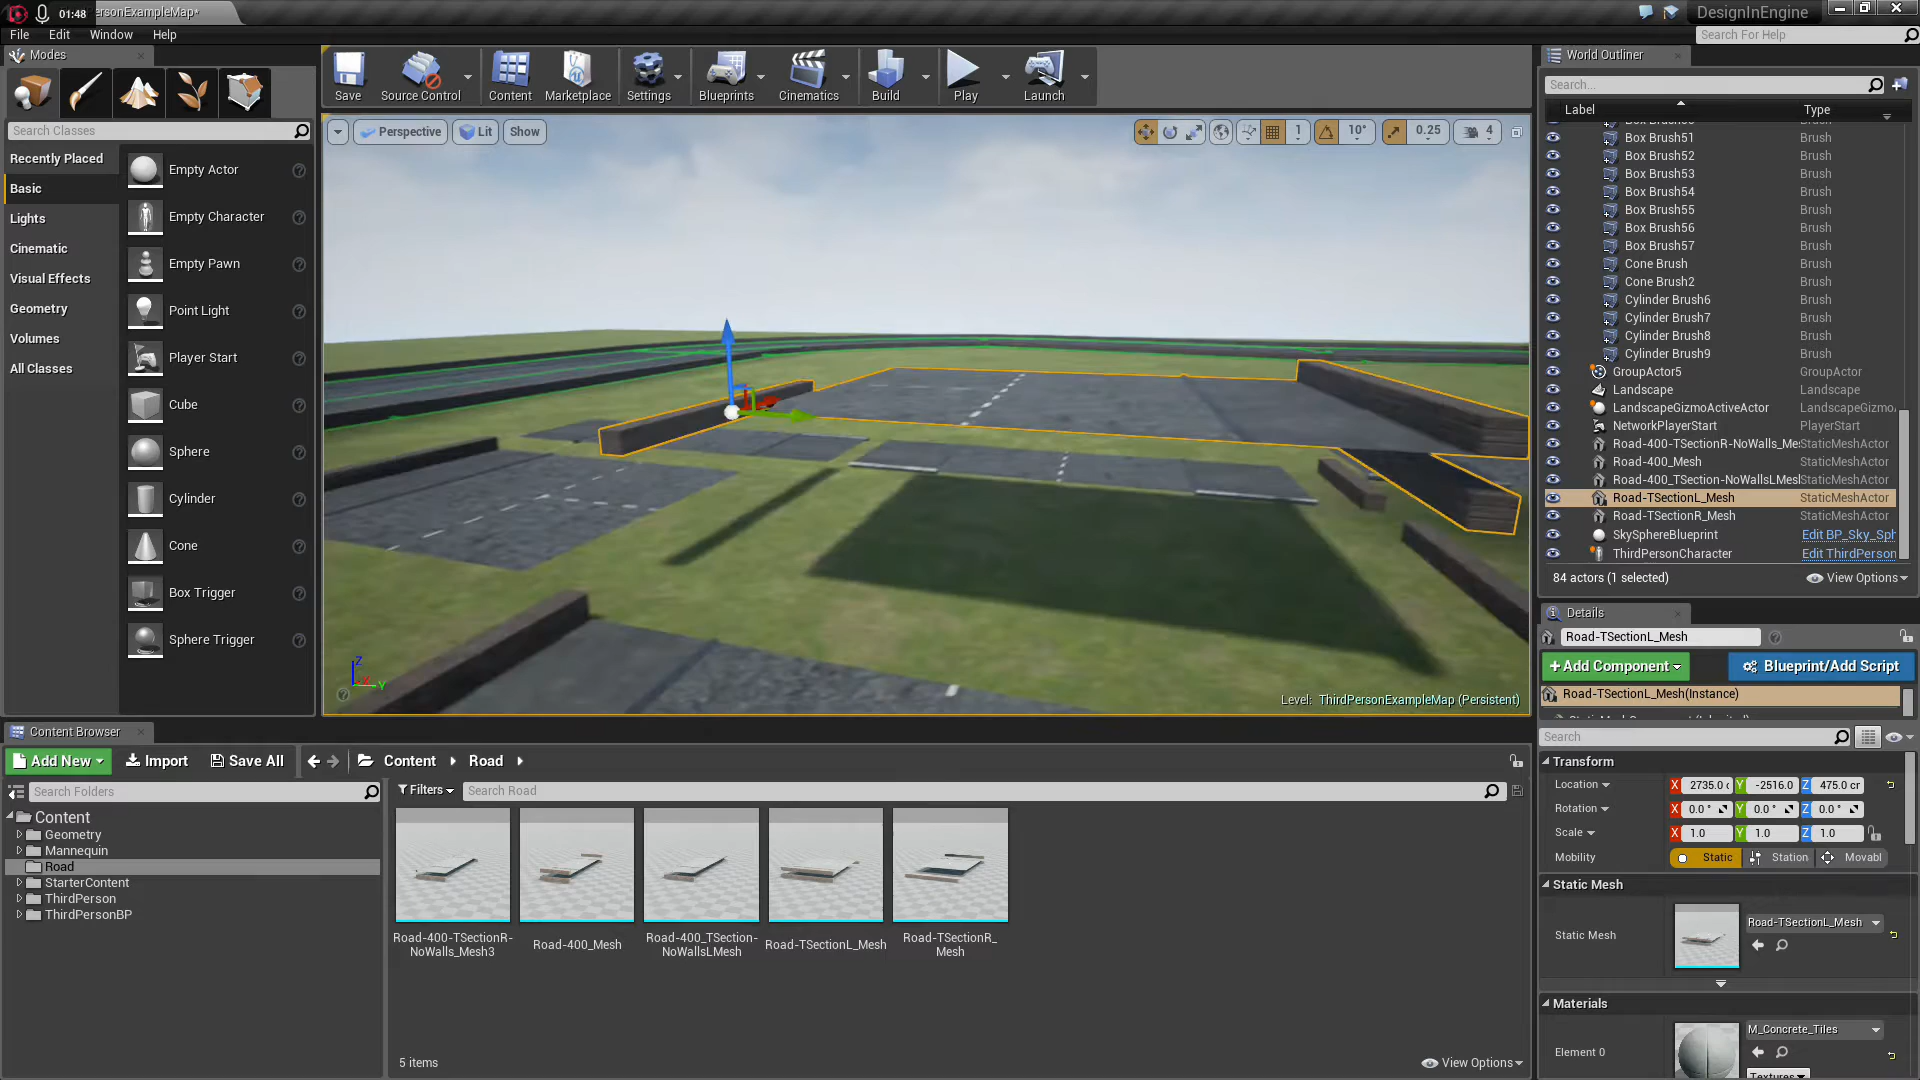 01:48
ersonExampleMap*
DesignInEngine
File Edit Window Help
Search For Help
Modes
Save
Source Control
Content
Marketplace
Settings
Blueprints
Cinematics
Build
Play
Launch
World Outliner
Search...
Label Type
Search Classes
Perspective
Lit
Show
1
10°
0.25
4
Recently Placed
Basic
Lights
Cinematic
Visual Effects
Geometry
Volumes
All Classes
Empty Actor
Empty Character
Empty Pawn
Point Light
Player Start
Cube
Sphere
Cylinder
Cone
Box Trigger
Sphere Trigger
Box Brush51 Brush
Box Brush52 Brush
Box Brush53 Brush
Box Brush54 Brush
Box Brush55 Brush
Box Brush56 Brush
Box Brush57 Brush
Cone Brush Brush
Cone Brush2 Brush
Cylinder Brush6 Brush
Cylinder Brush7 Brush
Cylinder Brush8 Brush
Cylinder Brush9 Brush
GroupActor5 GroupActor
Landscape Landscape
LandscapeGizmoActiveActor LandscapeGizmo
NetworkPlayerStart PlayerStart
Road-400-TSectionR-NoWalls_Me StaticMeshActor
Road-400_Mesh StaticMeshActor
Road-400_TSection-NoWallsLMesl StaticMeshActor
Road-TSectionL_Mesh StaticMeshActor
Road-TSectionR_Mesh StaticMeshActor
SkySphereBlueprint Edit BP_Sky_Sph
ThirdPersonCharacter Edit ThirdPerson
84 actors (1 selected)
View Options
Z
X
Y
Level: ThirdPersonExampleMap (Persistent)
Details
Road-TSectionL_Mesh
+Add Component
Blueprint/Add Script
Road-TSectionL_Mesh(Instance)
Search
Transform
Location X 2735.0 c Y -2516.0 Z 475.0 cr
Rotation X 0.0 ° Y 0.0 ° Z 0.0 °
Scale X 1.0 Y 1.0 Z 1.0
Mobility Static Station Movabl
Static Mesh
Static Mesh
Road-TSectionL_Mesh
Materials
Element 0
M_Concrete_Tiles
Textures
Content Browser
Add New
Import
Save All
Content
Road
Search Folders
Filters
Search Road
Content
Geometry
Mannequin
Road
StarterContent
ThirdPerson
ThirdPersonBP
Road-400-TSectionR-
NoWalls_Mesh3
Road-400_Mesh
Road-400_TSection-
NoWallsLMesh
Road-TSectionL_Mesh
Road-TSectionR_
Mesh
5 items
View Options